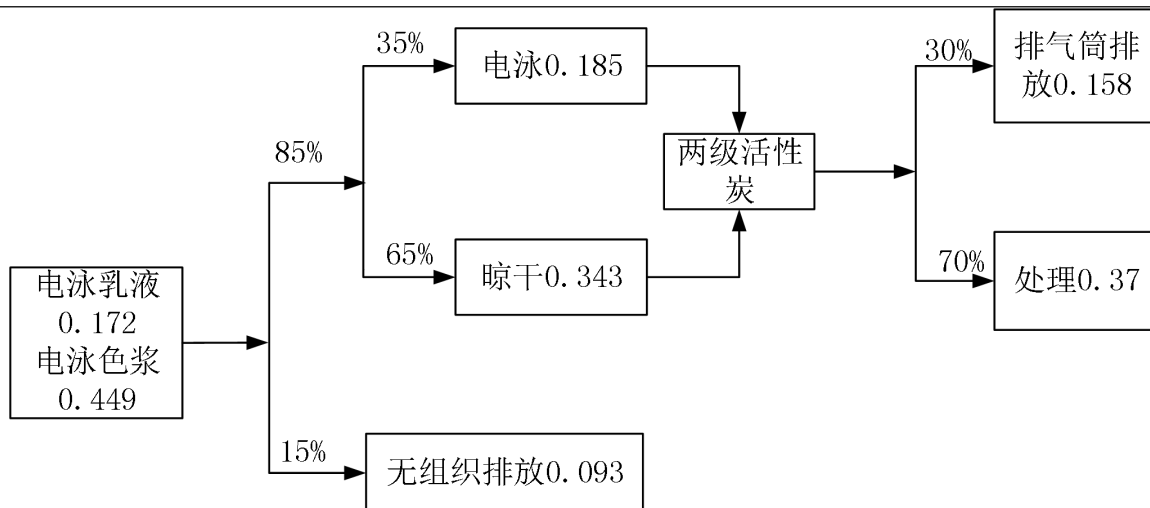 35%
电泳0.185
30%
排气筒排
放0.158
85%
两级活性
炭
65%
晾干0.343
70%
处理0.37
电泳乳液
0.172
电泳色浆
0.449
15%
无组织排放0.093